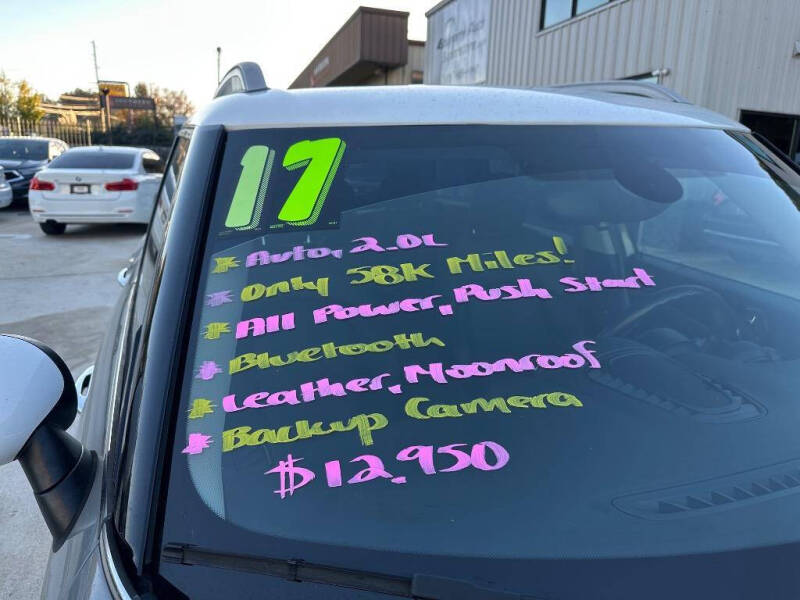 17
* Auto, 2.0L
* Only 58K Miles!
* All Power, Push Start
* Bluetooth
* Leather, Moonroof
* Backup Camera
$12,950